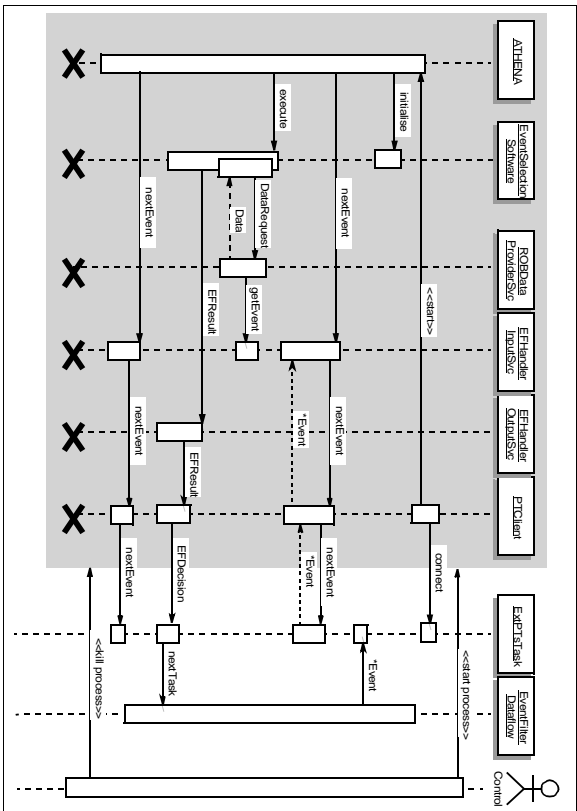 ATHENA
EventSelection
Software
ROBData
ProviderSvc
EFHandler
InputSvc
EFHandler
OutputSvc
PTClient
ExtPTsTask
EventFilter
Dataflow
Control
<<start process>>
connect
<<start>>
initialise
*Event
nextEvent
nextEvent
nextEvent
*Event
*Event
execute
DataRequest
getEvent
Data
EFResult
EFResult
EFDecision
nextTask
nextEvent
nextEvent
nextEvent
<<kill process>>